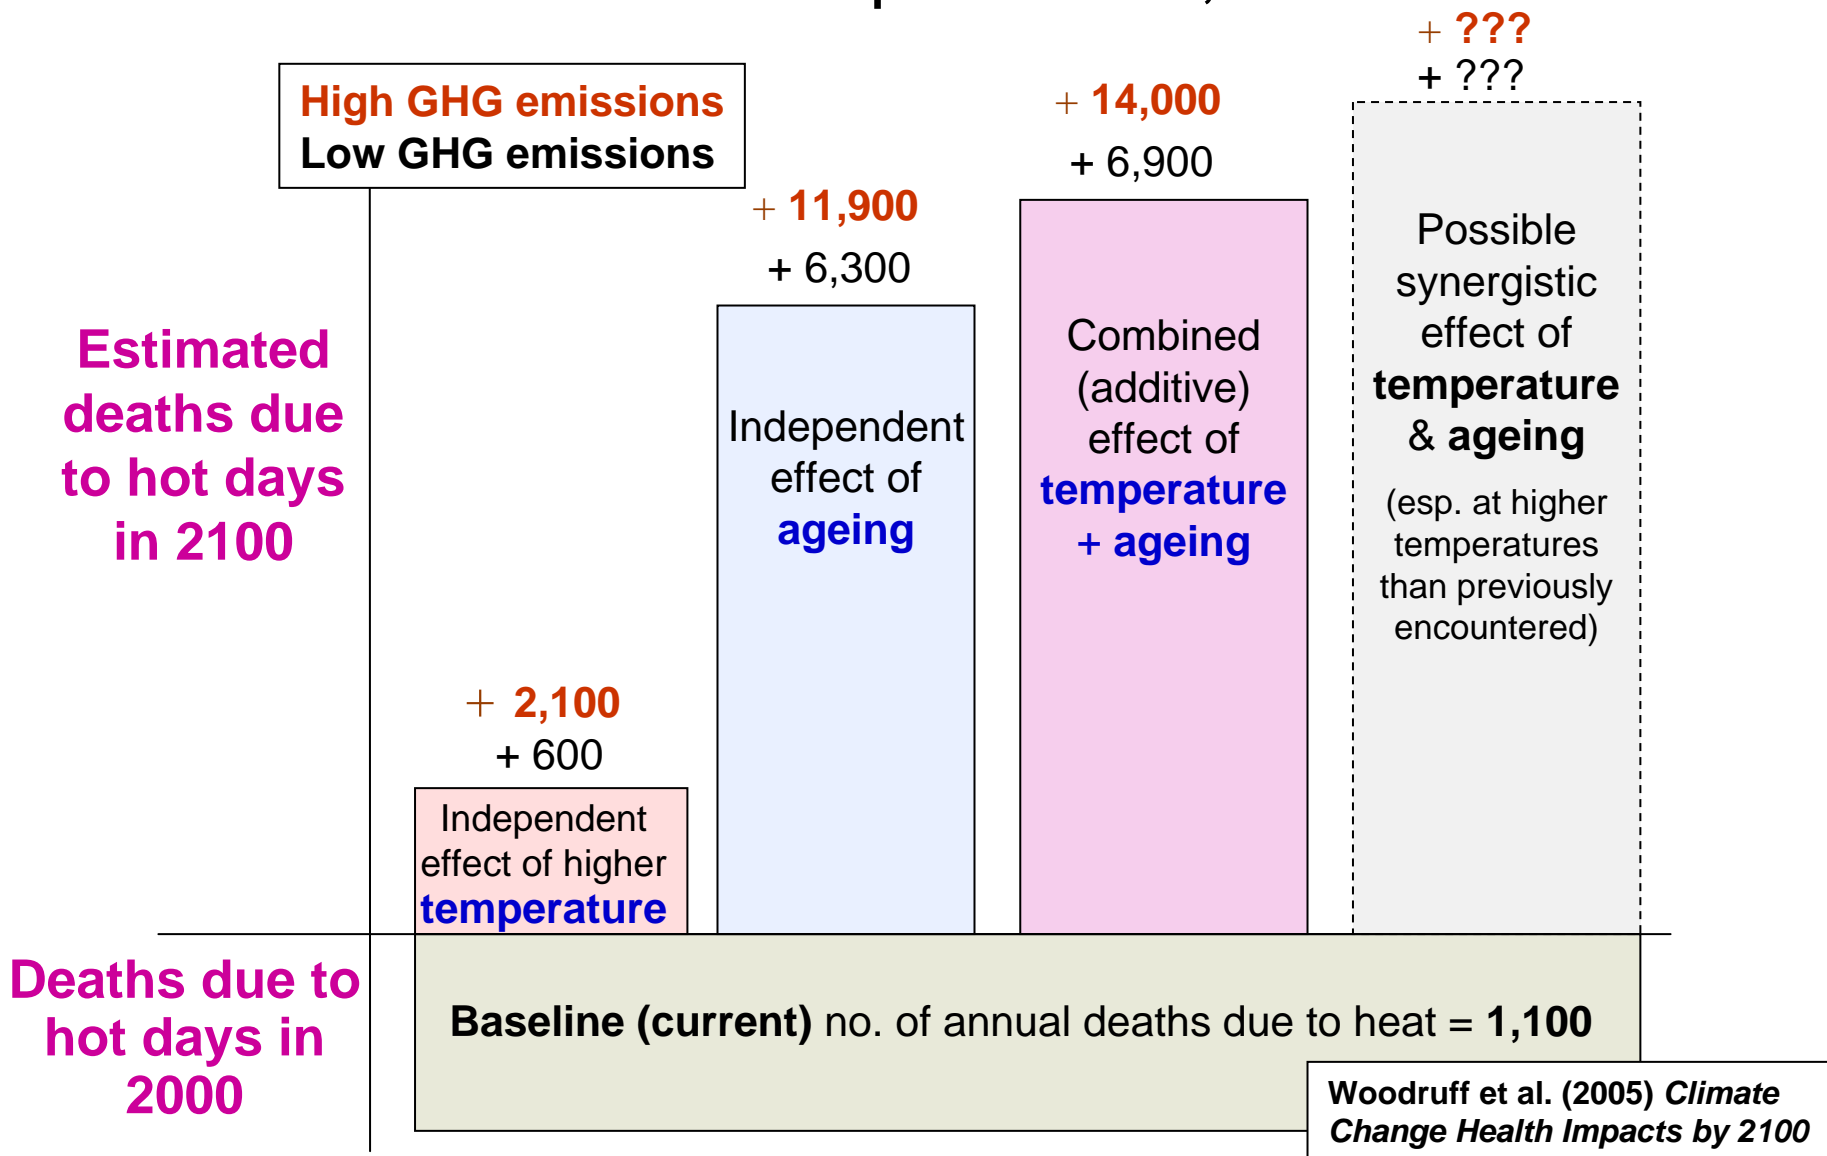 High GHG emissions
Low GHG emissions
+ ???
+ ???
+ 14,000
+ 6,900
+ 11,900
+ 6,300
+ 2,100
+ 600
Estimated
deaths due
to hot days
in 2100
Independent
effect of higher
temperature
Independent
effect of
ageing
Combined
(additive)
effect of
temperature
+ ageing
Possible
synergistic
effect of
temperature
& ageing
(esp. at higher
temperatures
than previously
encountered)
Deaths due to
hot days in
2000
Baseline (current) no. of annual deaths due to heat = 1,100
Woodruff et al. (2005) Climate
Change Health Impacts by 2100